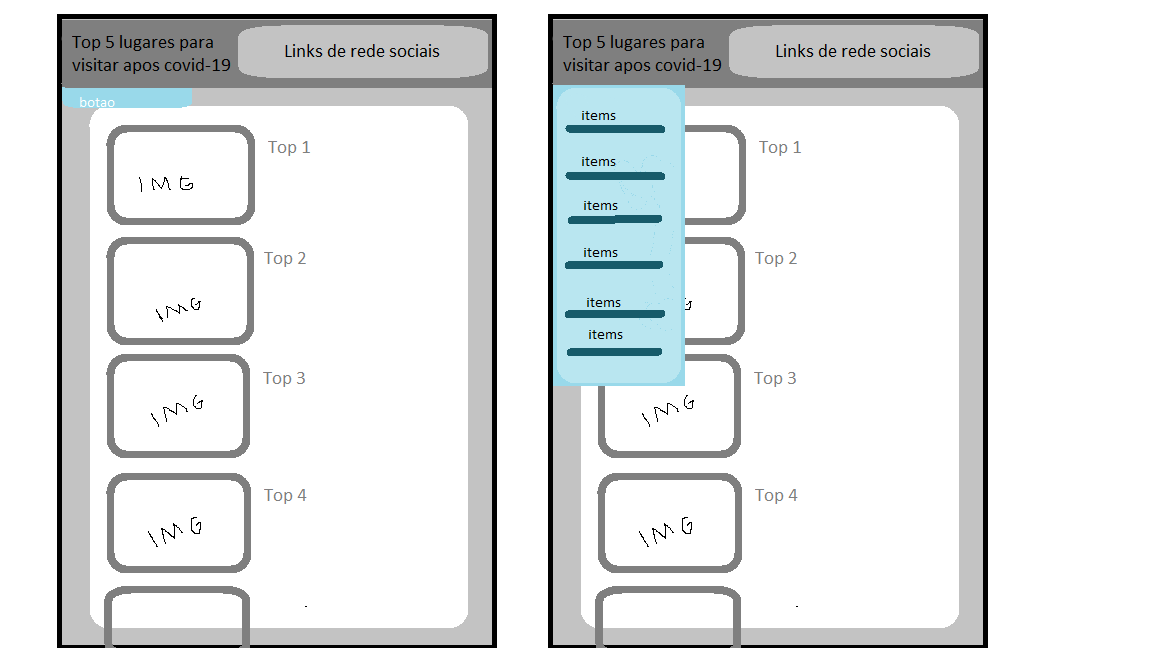 Top 5 lugares para
visitar apos covid-19
Links de rede sociais
botao
Top 1
IMG
Top 2
IMG
Top 3
IMG
Top 4
IMG
Top 5 lugares para
visitar apos covid-19
Links de rede sociais
items
items
items
items
items
items
Top 1
Top 2
G
Top 3
IMG
Top 4
IMG